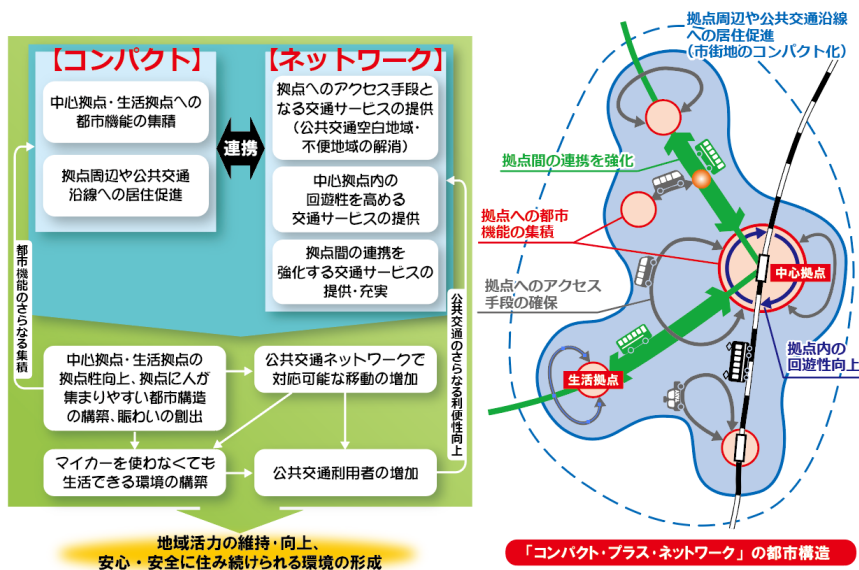 【コンパクト】
中心拠点・生活拠点への
都市機能の集積
拠点周辺や公共交通
沿線への居住促進
連携
【ネットワーク】
拠点へのアクセス手段と
なる交通サービスの提供
(公共交通空白地域・
不便地域の解消)
中心拠点内の
回遊性を高める
交通サービスの提供
拠点間の連携を
強化する交通サービスの
提供・充実
都市機能のさらなる集積
公共交通のさらなる利便性向上
中心拠点・生活拠点の
拠点性向上、拠点に人が
集まりやすい都市構造
の構築、賑わいの創出
公共交通ネットワークで
対応可能な移動の増加
マイカーを使わなくても
生活できる環境の構築
公共交通利用者の増加
地域活力の維持・向上、
安心・安全に住み続けられる環境の形成
拠点周辺や公共交通沿線
への居住促進
(市街地のコンパクト化)
拠点間の連携を強化
拠点への都市
機能の集積
中心拠点
拠点へのアクセス
手段の確保
拠点内の
回遊性向上
生活拠点
「コンパクト・プラス・ネットワーク」の都市構造